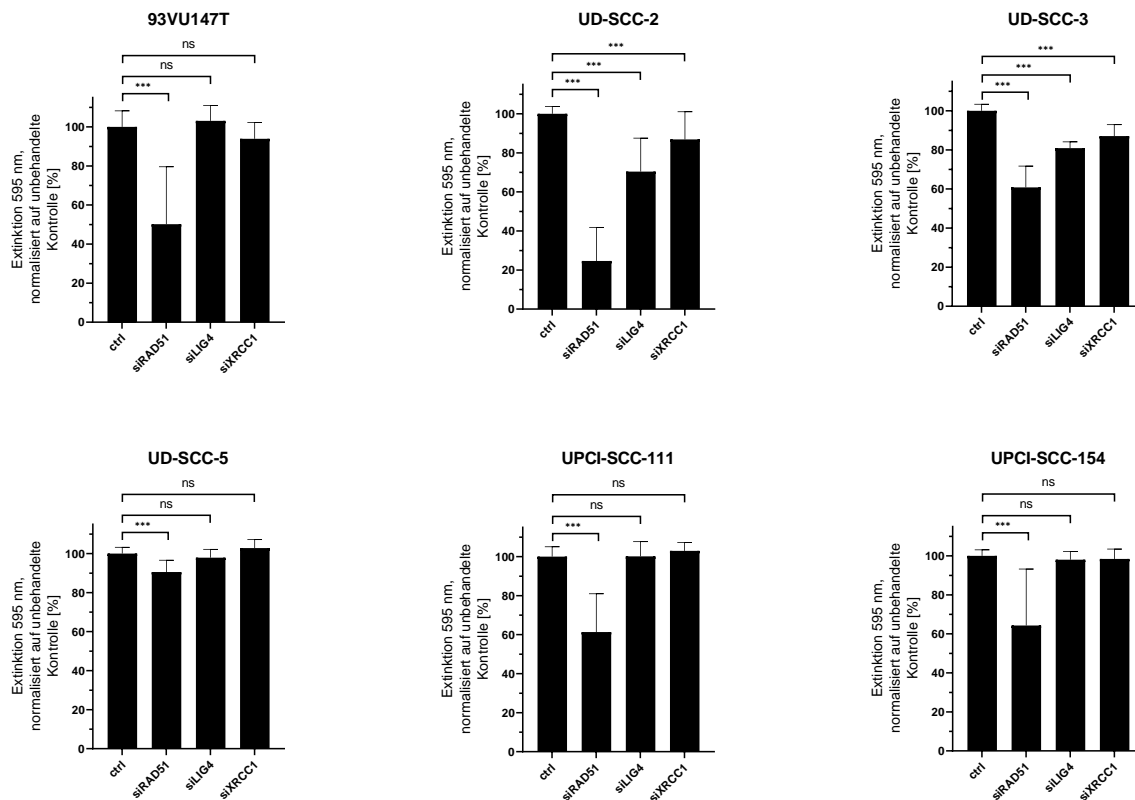 93VU147T
ns
ns
***
Extinktion 595 nm,
normalisiert auf unbehandelte
Kontrolle [%]
100
80
60
40
20
0
ctrl
siRAD51
siLIG4
siXRCC1
UD-SCC-2
***
***
***
Extinktion 595 nm,
normalisiert auf unbehandelte
Kontrolle [%]
100
80
60
40
20
0
ctrl
siRAD51
siLIG4
siXRCC1
UD-SCC-3
***
***
***
Extinktion 595 nm,
normalisiert auf unbehandelte
Kontrolle [%]
100
80
60
40
20
0
ctrl
siRAD51
siLIG4
siXRCC1
UD-SCC-5
ns
ns
***
Extinktion 595 nm,
normalisiert auf unbehandelte
Kontrolle [%]
100
80
60
40
20
0
ctrl
siRAD51
siLIG4
siXRCC1
UPCI-SCC-111
ns
ns
***
Extinktion 595 nm,
normalisiert auf unbehandelte
Kontrolle [%]
100
80
60
40
20
0
ctrl
siRAD51
siLIG4
siXRCC1
UPCI-SCC-154
ns
ns
***
Extinktion 595 nm,
normalisiert auf unbehandelte
Kontrolle [%]
100
80
60
40
20
0
ctrl
siRAD51
siLIG4
siXRCC1